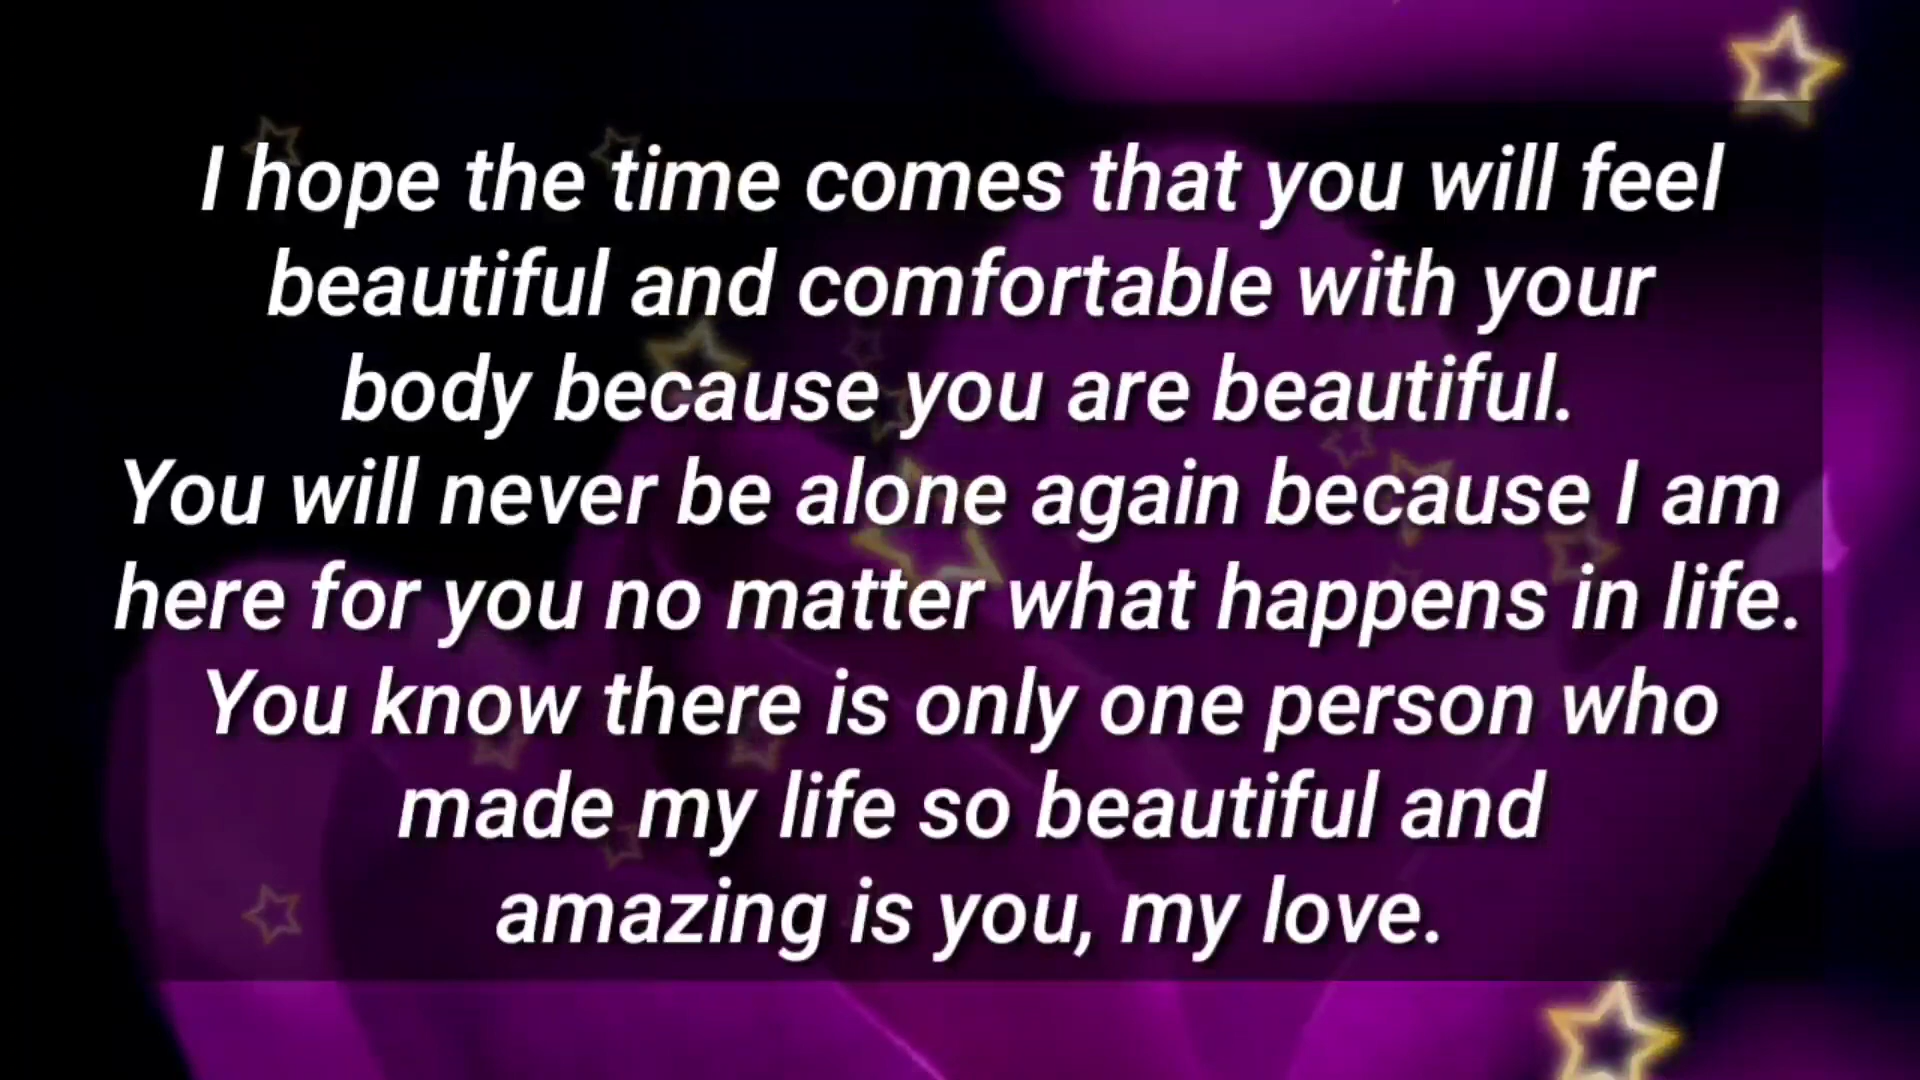 I hope the time comes that you will feel
beautiful and comfortable with your
body because you are beautiful.
You will never be alone again because I am
here for you no matter what happens in life.
You know there is only one person who
made my life so beautiful and
amazing is you, my love.